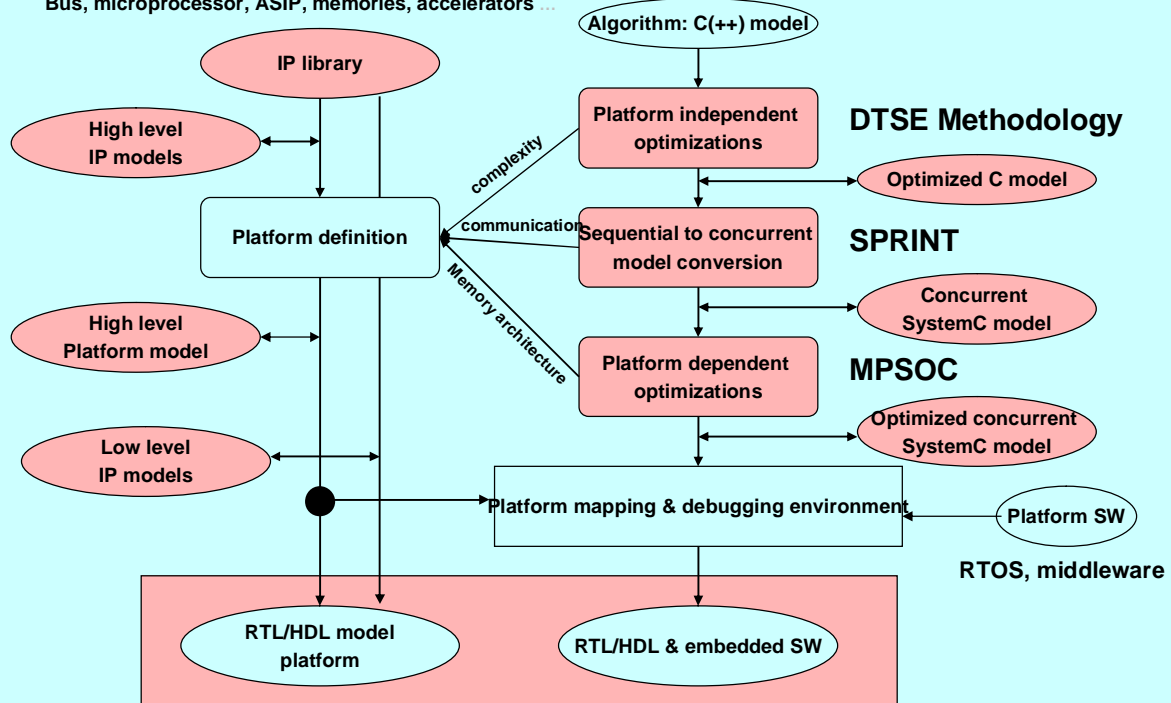 Bus, microprocessor, ASIP, memories, accelerators ...
Algorithm: C(++) model
IP library
High level
IP models
Platform independent
optimizations
DTSE Methodology
complexity
Optimized C model
Platform definition
communication
Sequential to concurrent
model conversion
SPRINT
Memory architecture
Concurrent
SystemC model
High level
Platform model
Platform dependent
optimizations
MPSOC
Optimized concurrent
SystemC model
Low level
IP models
Platform mapping & debugging environment
Platform SW
RTOS, middleware
RTL/HDL model
platform
RTL/HDL & embedded SW